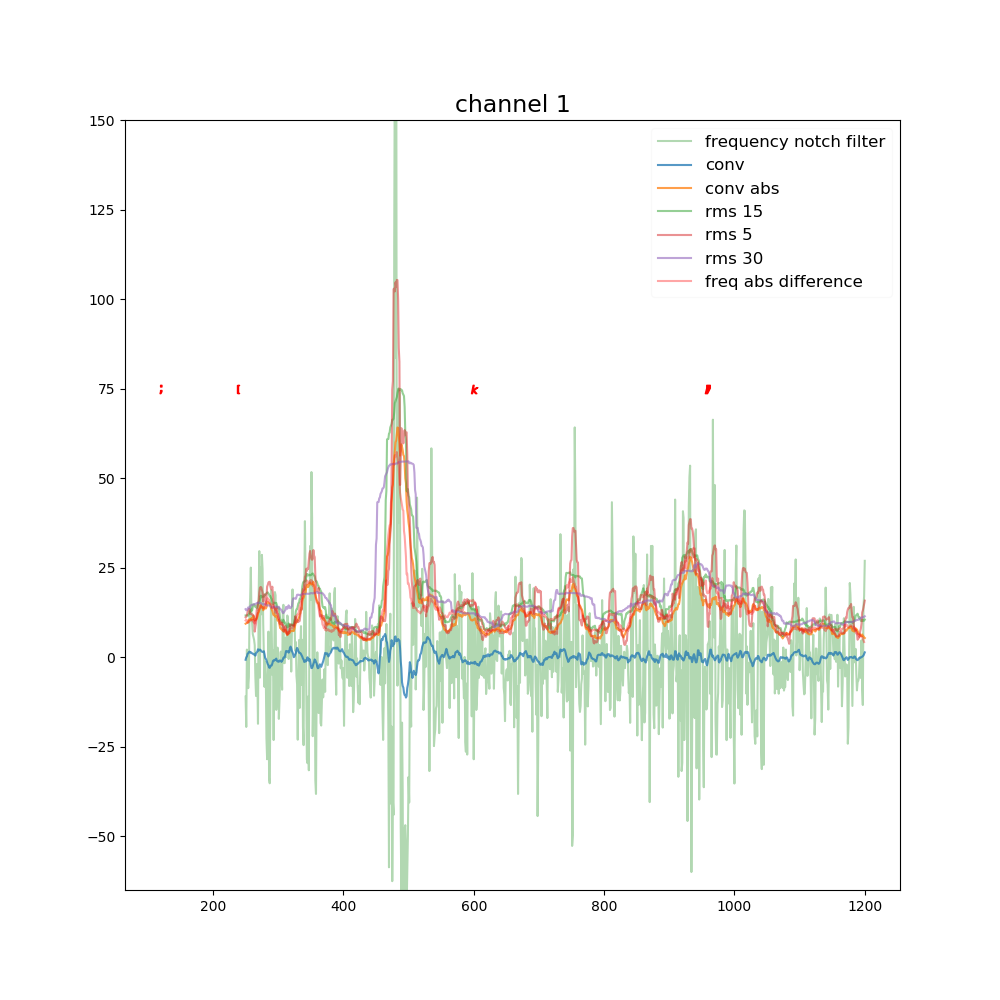 channel 1
150
125
100
75
50
25
0
−25
−50
200 400 600 800 1000 1200
frequency notch filter
conv
conv abs
rms 15
rms 5
rms 30
freq abs difference
; [ k